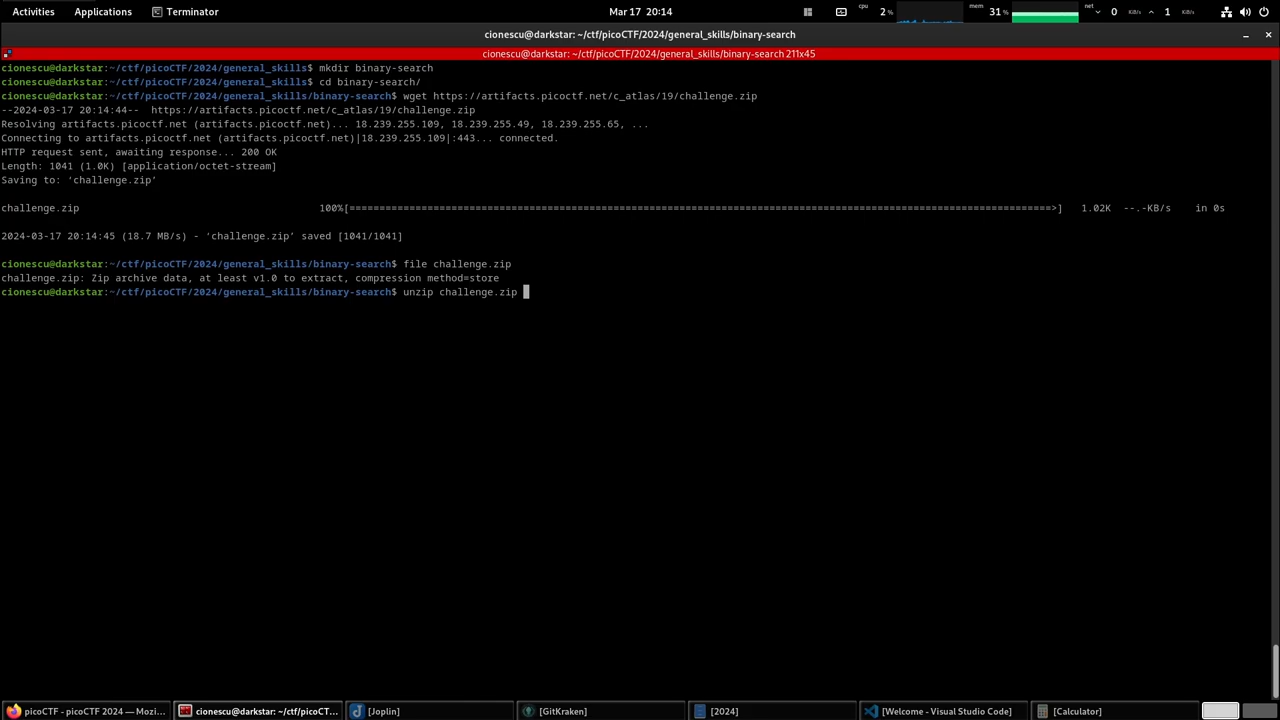 Activities Applications Terminator Mar 17 20:14 cpu 2 % mem 31 % net 0 KiB/s 1 KiB/s
cionescu@darkstar: ~/ctf/picoCTF/2024/general_skills/binary-search
cionescu@darkstar: ~/ctf/picoCTF/2024/general_skills/binary-search 211x45
cionescu@darkstar:~/ctf/picoCTF/2024/general_skills$ mkdir binary-search
cionescu@darkstar:~/ctf/picoCTF/2024/general_skills$ cd binary-search/
cionescu@darkstar:~/ctf/picoCTF/2024/general_skills/binary-search$ wget https://artifacts.picoctf.net/c_atlas/19/challenge.zip
--2024-03-17 20:14:44--  https://artifacts.picoctf.net/c_atlas/19/challenge.zip
Resolving artifacts.picoctf.net (artifacts.picoctf.net)... 18.239.255.109, 18.239.255.49, 18.239.255.65, ...
Connecting to artifacts.picoctf.net (artifacts.picoctf.net)|18.239.255.109|:443... connected.
HTTP request sent, awaiting response... 200 OK
Length: 1041 (1.0K) [application/octet-stream]
Saving to: ‘challenge.zip’
challenge.zip 100%[=====================================================================================================================>] 1.02K --.-KB/s in 0s
2024-03-17 20:14:45 (18.7 MB/s) - ‘challenge.zip’ saved [1041/1041]
cionescu@darkstar:~/ctf/picoCTF/2024/general_skills/binary-search$ file challenge.zip
challenge.zip: Zip archive data, at least v1.0 to extract, compression method=store
cionescu@darkstar:~/ctf/picoCTF/2024/general_skills/binary-search$ unzip challenge.zip
picoCTF - picoCTF 2024 — Mozi... cionescu@darkstar: ~/ctf/picoCT... [Joplin] [GitKraken] [2024] [Welcome - Visual Studio Code] [Calculator]